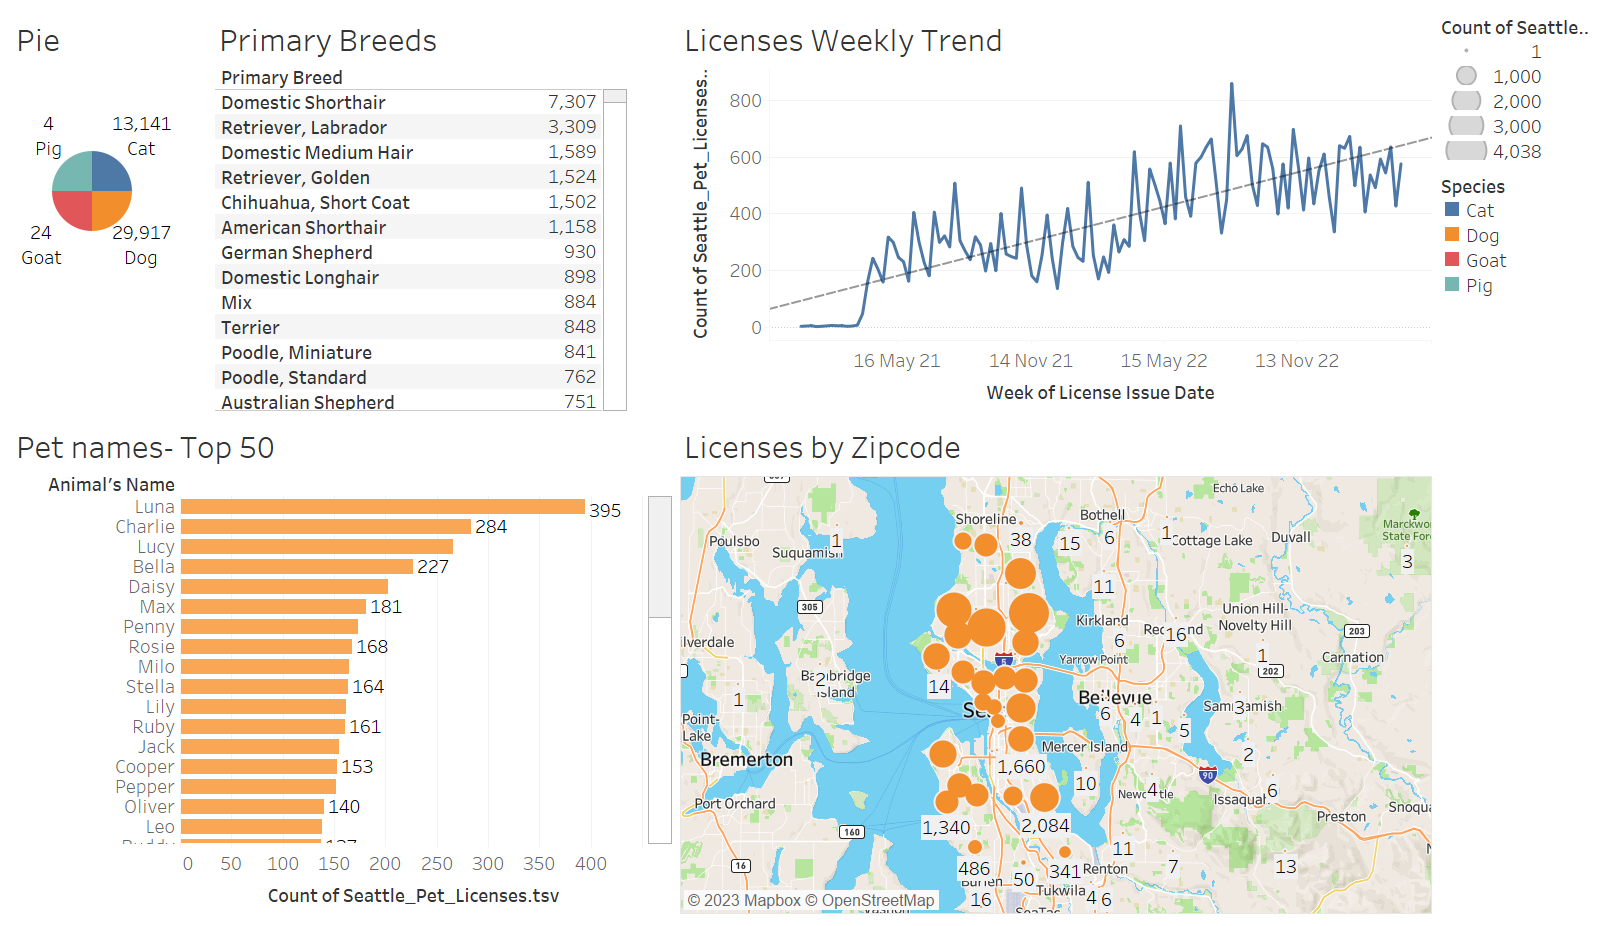 Pie
4
Pig
13,141
Cat
24
Goat
29,917
Dog
Primary Breeds
Primary Breed
Domestic Shorthair 7,307
Retriever, Labrador 3,309
Domestic Medium Hair 1,589
Retriever, Golden 1,524
Chihuahua, Short Coat 1,502
American Shorthair 1,158
German Shepherd 930
Domestic Longhair 898
Mix 884
Terrier 848
Poodle, Miniature 841
Poodle, Standard 762
Australian Shepherd 751
Licenses Weekly Trend
Count of Seattle_Pet_Licenses..
800
600
400
200
0
16 May 21
14 Nov 21
15 May 22
13 Nov 22
Week of License Issue Date
Count of Seattle..
1
1,000
2,000
3,000
4,038
Species
Cat
Dog
Goat
Pig
Pet names- Top 50
Animal's Name
Luna 395
Charlie 284
Lucy
Bella 227
Daisy
Max 181
Penny
Rosie 168
Milo
Stella 164
Lily
Ruby 161
Jack
Cooper 153
Pepper
Oliver 140
Leo
0 50 100 150 200 250 300 350 400
Count of Seattle_Pet_Licenses.tsv
Licenses by Zipcode
Echo Lake
Shoreline
Bothell
Marckwo
State For
Poulsbo
1
Suquamish
38
15
6
1
Cottage Lake
Duvall
3
11
305
Union Hill-
Novelty Hill
Kirkland
6
16
203
ilverdale
5
Yarrow Point
1
202
Carnation
2
Island
14
1
Bellevue
6
4
1
5
3
Point-
Lake
Mercer Island
2
Bremerton
1,660
90
10
4
6
Issaquah
Port Orchard
Preston
Snoqua
1,340
2,084
160
11
16
486
50
341
Renton
7
13
Burien
Tukwila
16
4
6
SeaTac
© 2023 Mapbox © OpenStreetMap
Vashon